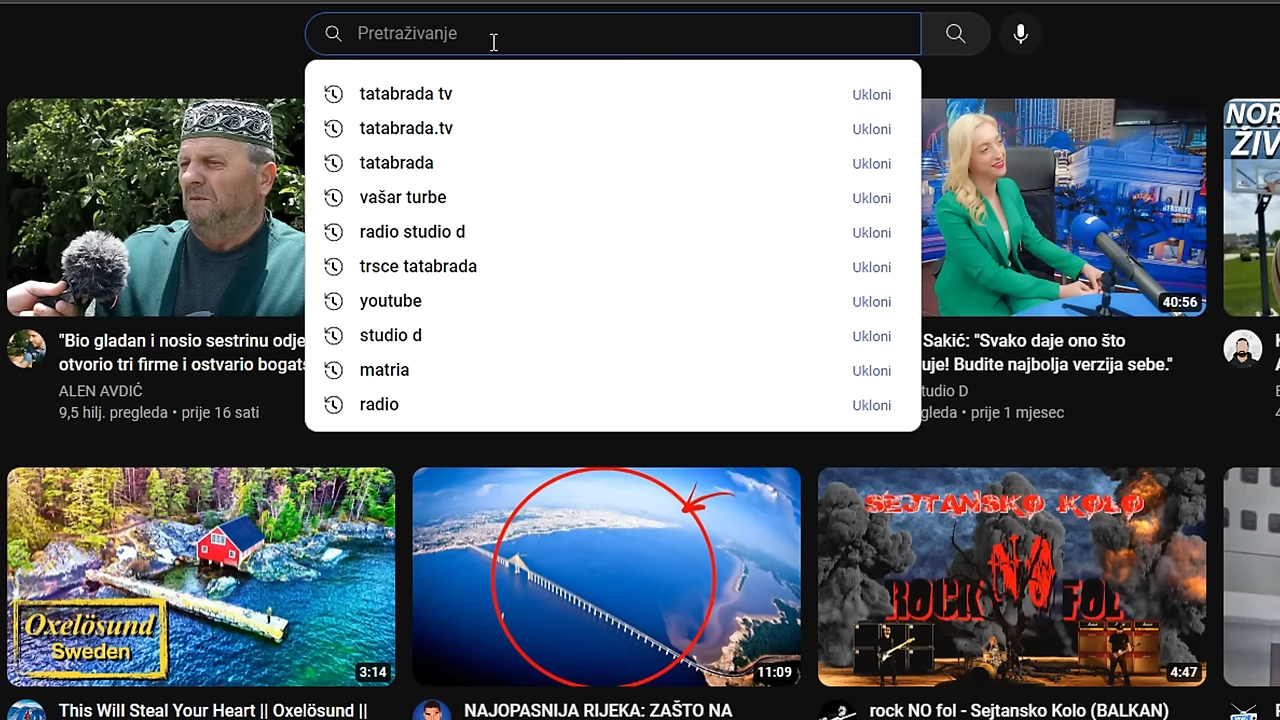 Pretraživanje
tatabrada tv Ukloni
tatabrada.tv Ukloni
tatabrada Ukloni
vašar turbe Ukloni
radio studio d Ukloni
trsce tatabrada Ukloni
youtube Ukloni
studio d Ukloni
matria Ukloni
radio Ukloni
40:56
"Bio gladan i nosio sestrinu odje
otvorio tri firme i ostvario bogats
ALEN AVDIĆ
9,5 hilj. pregleda • prije 16 sati
Sakić: "Svako daje ono što
uje! Budite najbolja verzija sebe."
tudio D
gleda • prije 1 mjesec
NOR
ŽIV
Oxelösund
Sweden
3:14
11:09
SEJTANSKO KOLO
ROCK NO FOL
4:47
This Will Steal Your Heart || Oxelösund ||
NAJOPASNIJA RIJEKA: ZAŠTO NA
rock NO fol - Sejtansko Kolo (BALKAN)